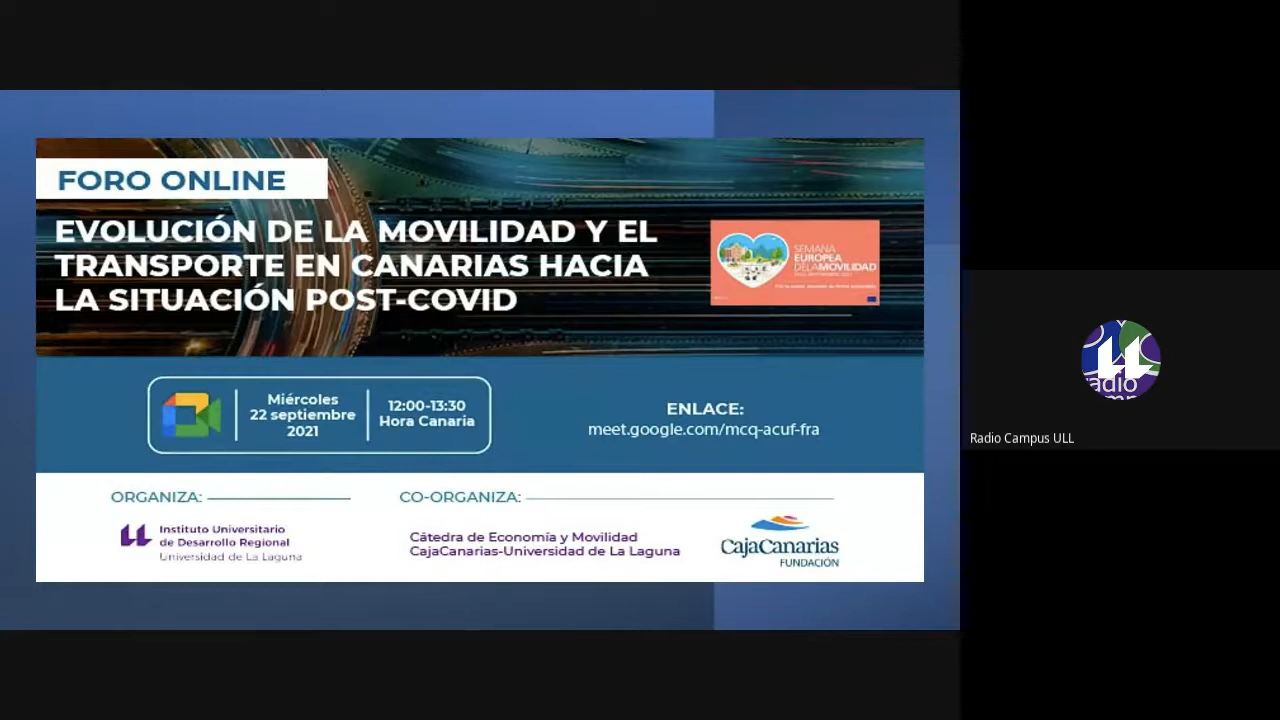 FORO ONLINE
EVOLUCIÓN DE LA MOVILIDAD Y EL
TRANSPORTE EN CANARIAS HACIA
LA SITUACIÓN POST-COVID
SEMANA
EUROPEA
DELAMOVILIDAD
Miércoles
22 septiembre
2021
12:00-13:30
Hora Canaria
ENLACE:
meet.google.com/mcq-acuf-fra
ORGANIZA:
Instituto Universitario
de Desarrollo Regional
Universidad de La Laguna
CO-ORGANIZA:
Cátedra de Economía y Movilidad
CajaCanarias-Universidad de La Laguna
CajaCanarias
FUNDACIÓN
Radio Campus ULL